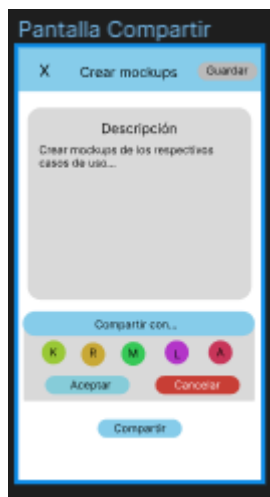 Pantalla Compartir
X Crear mockups Guardar
Descripción
Crear mockups de los respectivos
casos de uso...
Compartir con...
K R M L A
Aceptar Cancelar
Compartir